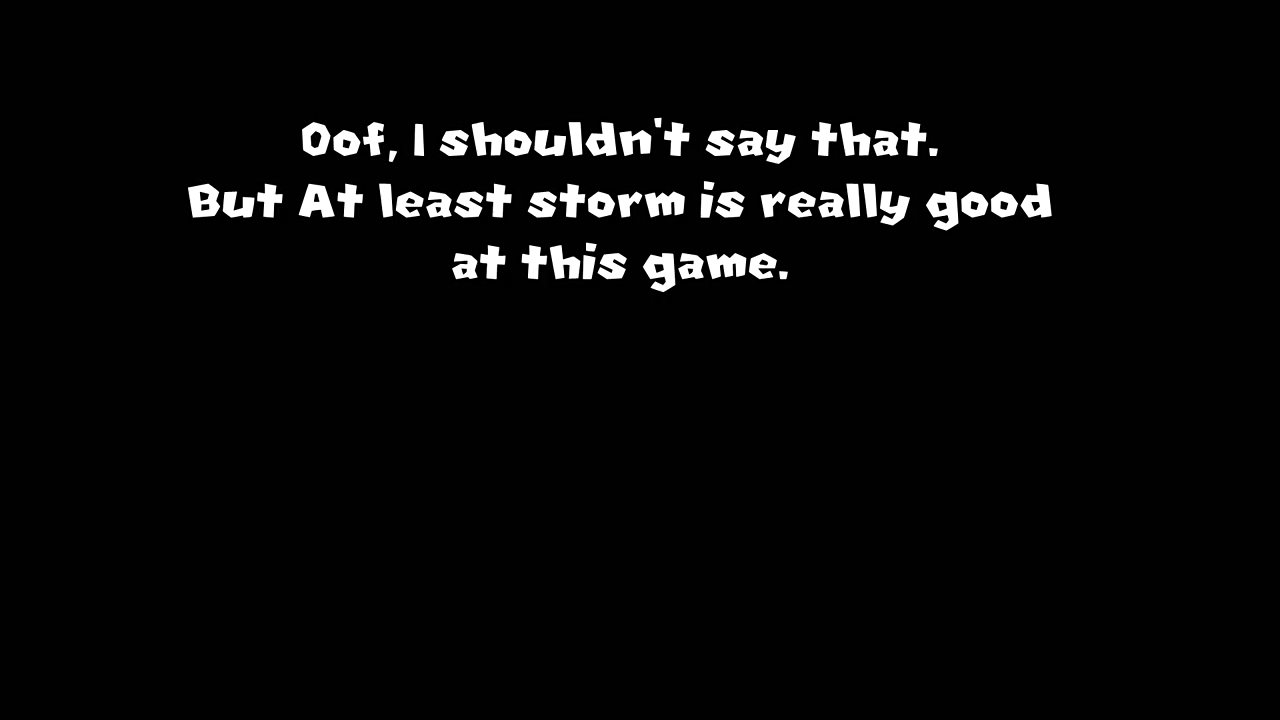 Oof, I shouldn't say that.
But At least storm is really good
at this game.